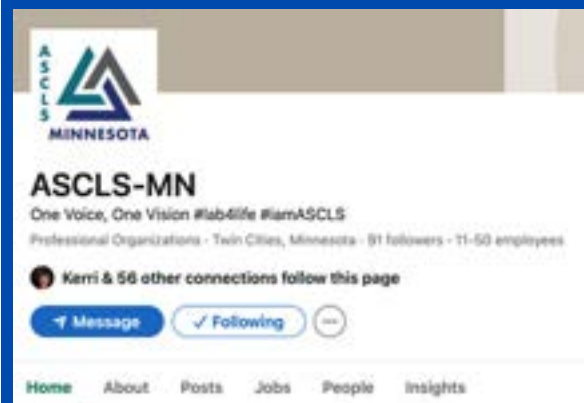 ASCLS
MINNESOTA
ASCLS-MN
One Voice, One Vision #lab4life #iamASCLS
Professional Organizations · Twin Cities, Minnesota · 91 followers · 11-50 employees
Kerri & 56 other connections follow this page
Message ✓ Following
Home About Posts Jobs People Insights